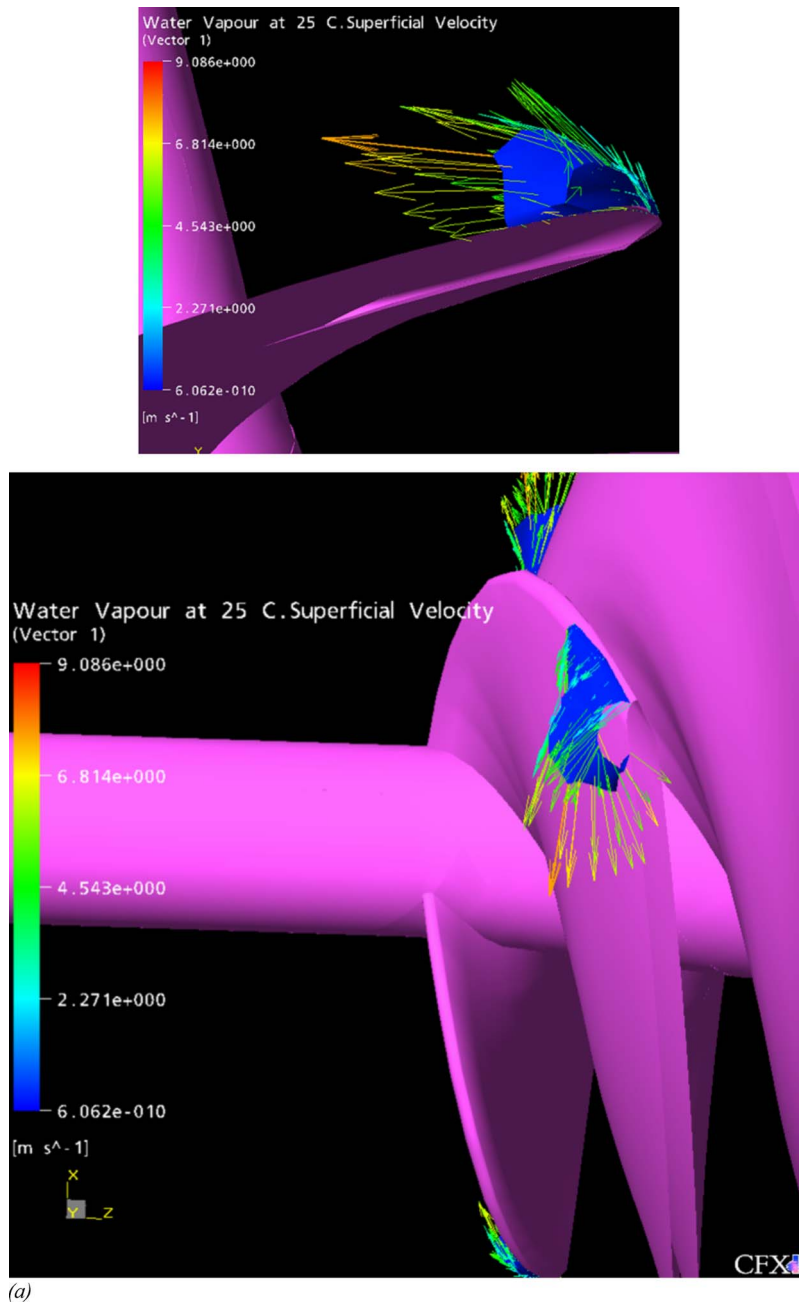 Water Vapour at 25 C.Superficial Velocity
(Vector 1)
9.086e+000
6.814e+000
4.543e+000
2.271e+000
6.062e-010
[m s^-1]
Y
Water Vapour at 25 C.Superficial Velocity
(Vector 1)
9.086e+000
6.814e+000
4.543e+000
2.271e+000
6.062e-010
[m s^-1]
X
Y Z
CFX
(a)